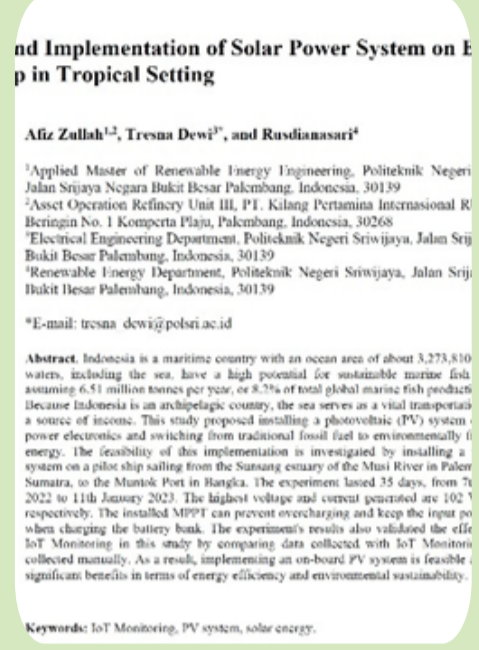 nd Implementation of Solar Power System on
p in Tropical Setting
Afiz Zullah¹,², Tresna Dewi³*, and Rusdianasari⁴
¹Applied Master of Renewable Energy Engineering, Politeknik Negeri
Jalan Srijaya Negara Bukit Besar Palembang, Indonesia, 30139
²Asset Operation Refinery Unit III, PT. Kilang Pertamina Internasional R
Beringin No. 1 Komperta Plaju, Palembang, Indonesia, 30268
³Electrical Engineering Department, Politeknik Negeri Sriwijaya, Jalan Srij
Bukit Besar Palembang, Indonesia, 30139
⁴Renewable Energy Department, Politeknik Negeri Sriwijaya, Jalan Srij
Bukit Besar Palembang, Indonesia, 30139
*E-mail: tresna_dewi@polsri.ac.id
Abstract. Indonesia is a maritime country with an ocean area of about 3,273,810
waters, including the sea, have a high potential for sustainable marine fish
assuming 6.51 million tonnes per year, or 8.2% of total global marine fish producti
Because Indonesia is an archipelagic country, the sea serves as a vital transportati
a source of income. This study proposed installing a photovoltaic (PV) system
power electronics and switching from traditional fossil fuel to environmentally f
energy. The feasibility of this implementation is investigated by installing a
system on a pilot ship sailing from the Sunsang estuary of the Musi River in Palem
Sumatra, to the Muntok Port in Bangka. The experiment lasted 35 days, from 7
2022 to 11th January 2023. The highest voltage and current generated are 102 V
respectively. The installed MPPT can prevent overcharging and keep the input po
when charging the battery bank. The experiment's results also validated the effe
IoT Monitoring in this study by comparing data collected with IoT Monitori
collected manually. As a result, implementing an on-board PV system is feasible
significant benefits in terms of energy efficiency and environmental sustainability.
Keywords: IoT Monitoring, PV system, solar energy.